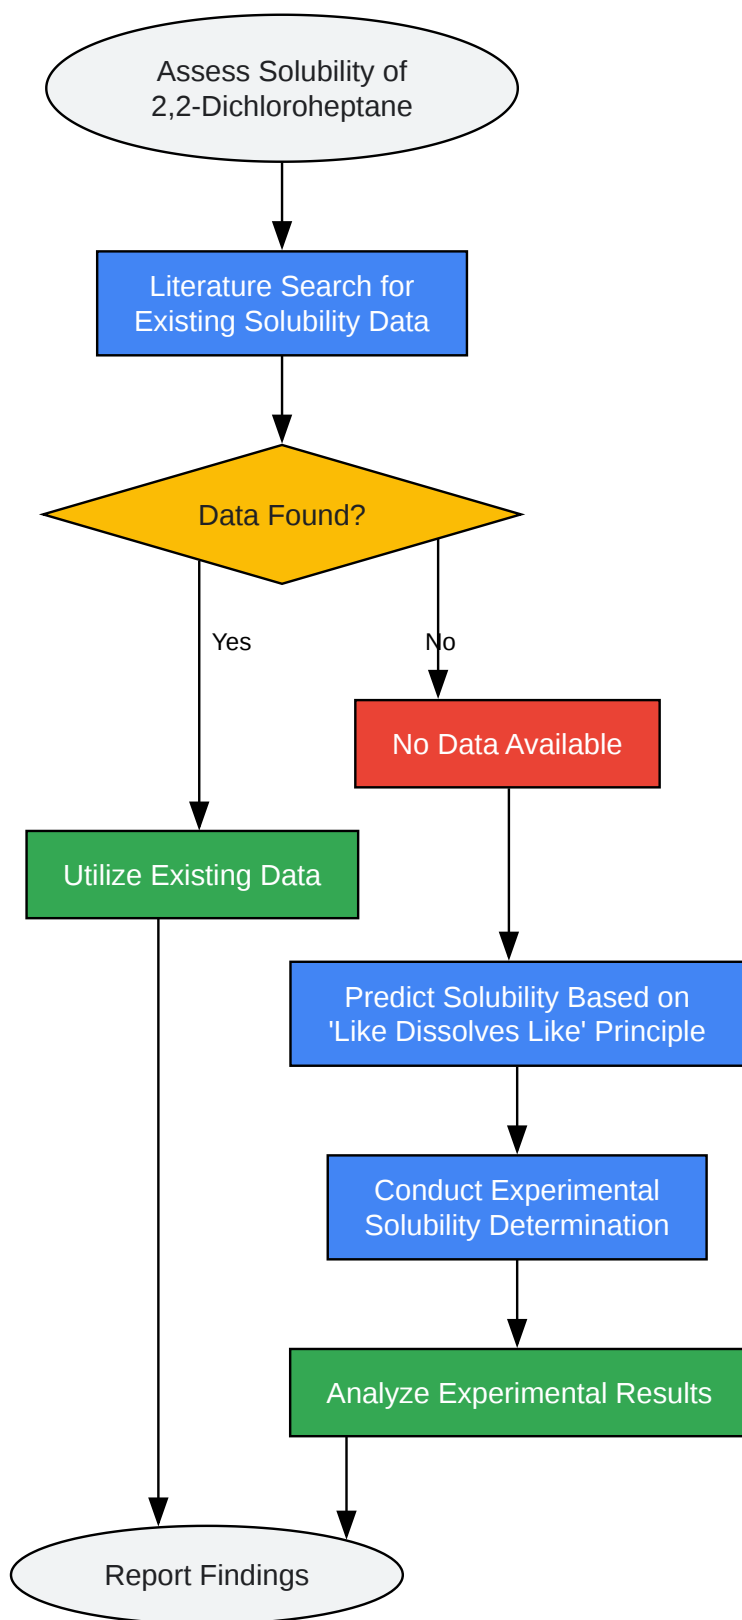 Assess Solubility of
2,2-Dichloroheptane
Literature Search for
Existing Solubility Data
Data Found?
Yes
No
No Data Available
Utilize Existing Data
Predict Solubility Based on
'Like Dissolves Like' Principle
Conduct Experimental
Solubility Determination
Analyze Experimental Results
Report Findings